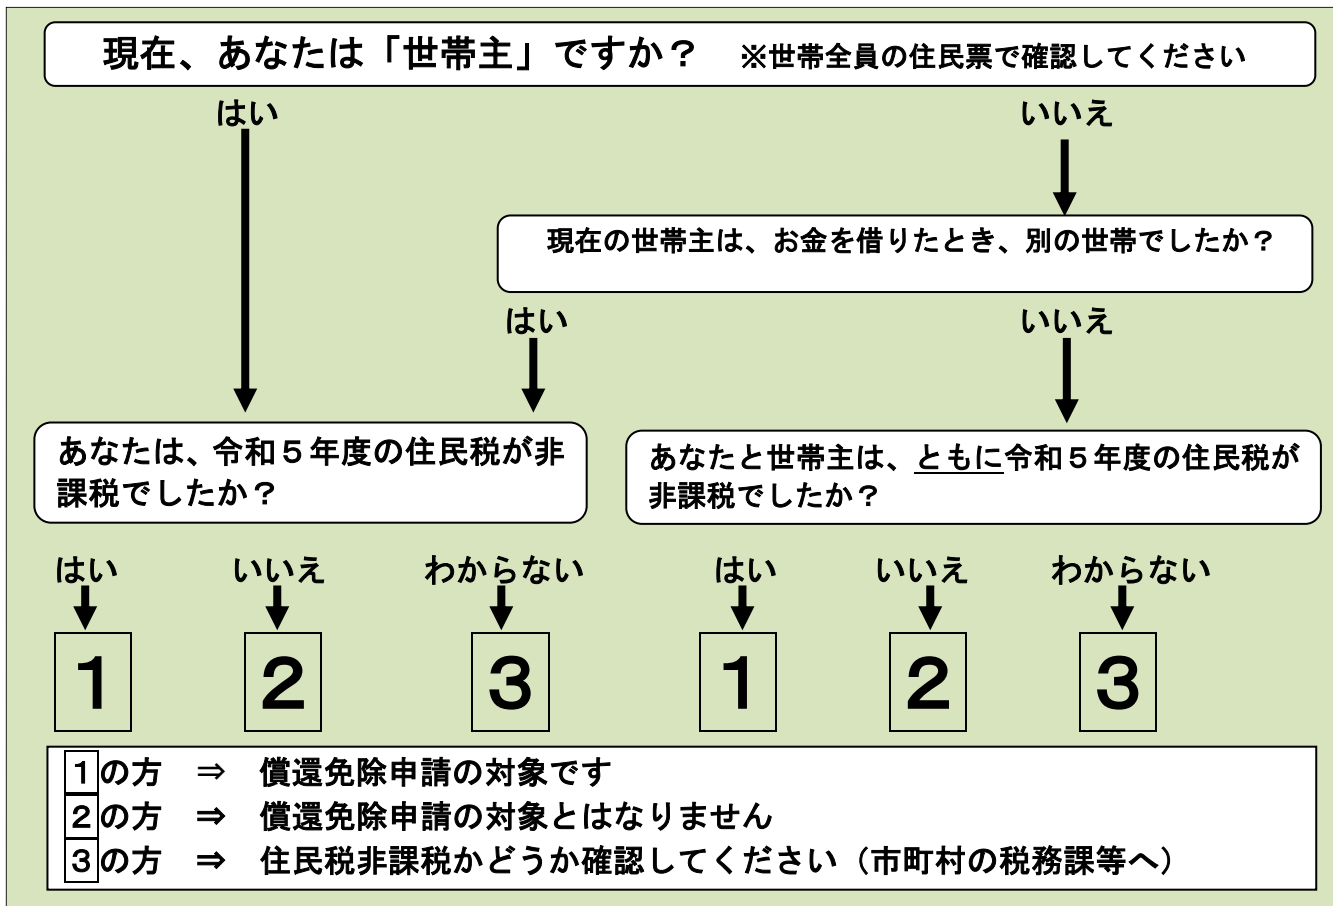 現在、あなたは「世帯主」ですか？　※世帯全員の住民票で確認してください
はい
いいえ
現在の世帯主は、お金を借りたとき、別の世帯でしたか？
はい
いいえ
あなたは、令和５年度の住民税が非
課税でしたか？
あなたと世帯主は、ともに令和５年度の住民税が
非課税でしたか？
はい　いいえ　わからない
はい　いいえ　わからない
１　２　３
１　２　３
１の方　⇒　償還免除申請の対象です
２の方　⇒　償還免除申請の対象とはなりません
３の方　⇒　住民税非課税かどうか確認してください（市町村の税務課等へ）